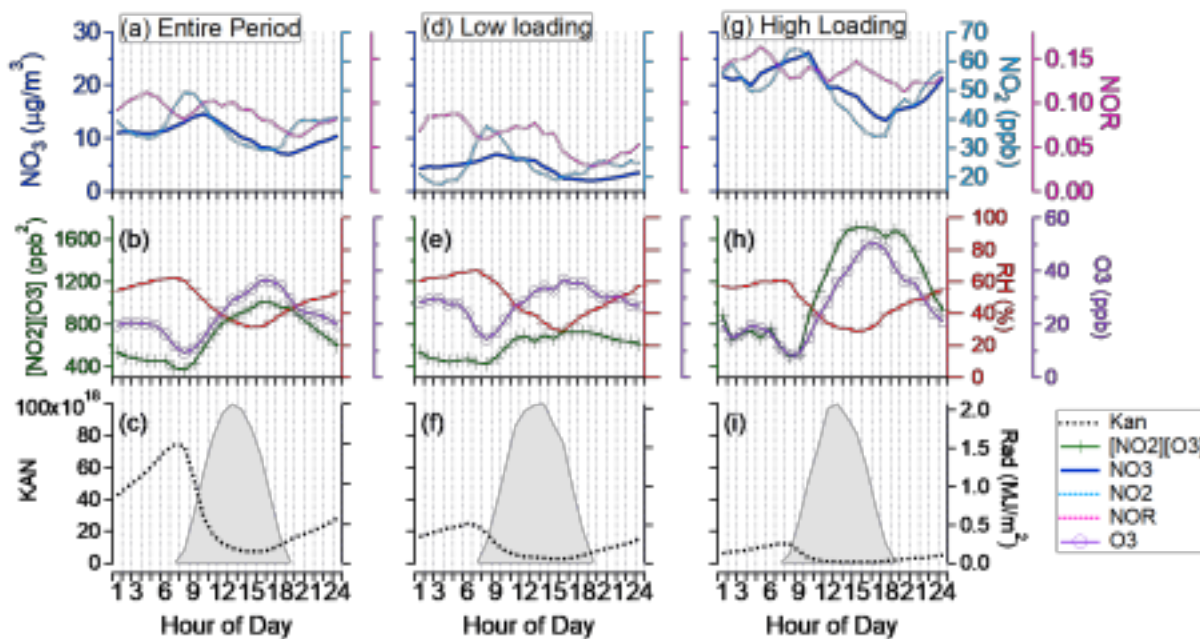 (a) Entire Period
(d) Low loading
(g) High Loading
30
20
10
0
NO3 (μg/m3)
70
60
50
40
30
20
NO2 (ppb)
0.15
0.10
0.05
0.00
NOR
(b)
(e)
(h)
1600
1200
800
400
[NO2][O3] (ppb2)
100
80
60
40
20
0
RH (%)
60
40
20
0
O3 (ppb)
(c)
(f)
(i)
100x10^16
80
60
40
20
0
KAN
2.0
1.5
1.0
0.5
0.0
Rad (MJ/m2)
1 3 6 9 12 15 18 21 24
1 3 6 9 12 15 18 21 24
1 3 6 9 12 15 18 21 24
Hour of Day
Hour of Day
Hour of Day
Kan
[NO2][O3]
NO3
NO2
NOR
O3